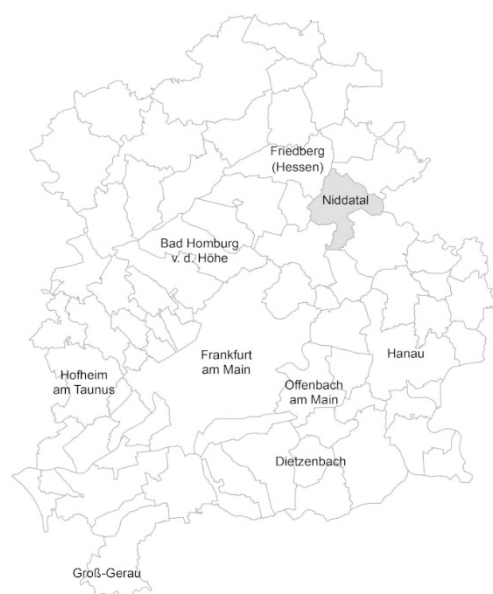 Friedberg
(Hessen)
Niddatal
Bad Homburg
v. d. Höhe
Frankfurt
am Main
Hanau
Hofheim
am Taunus
Offenbach
am Main
Dietzenbach
Groß-Gerau